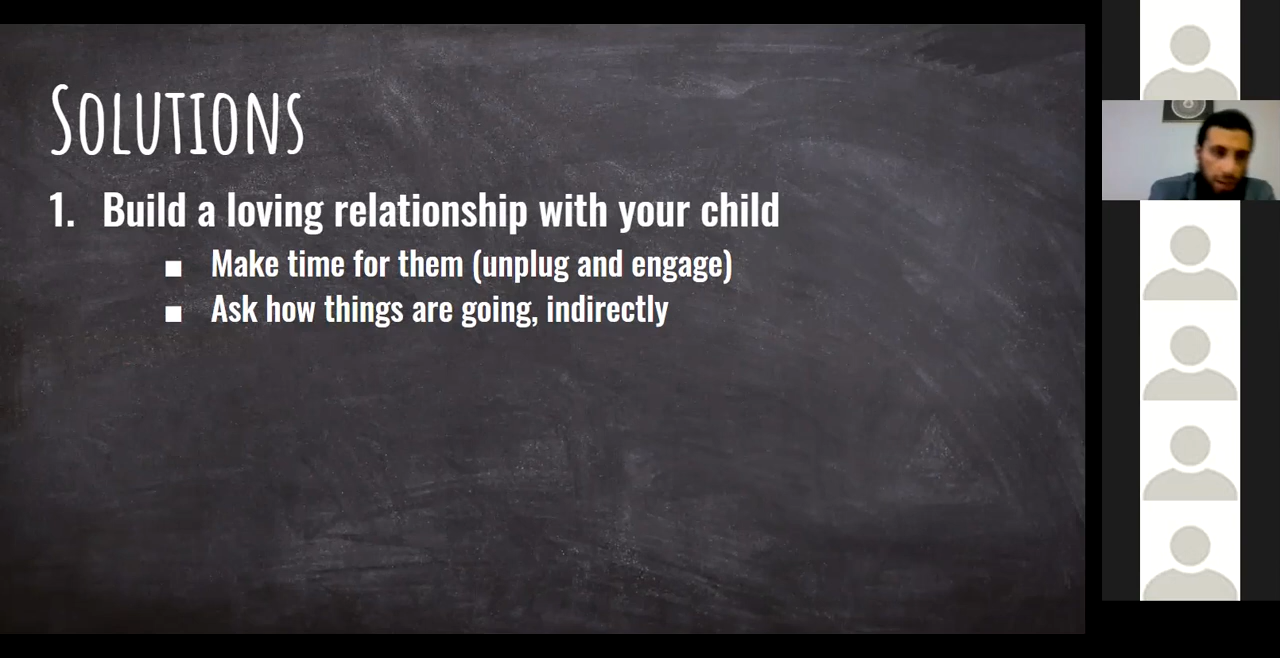 Solutions
1. Build a loving relationship with your child
■ Make time for them (unplug and engage)
■ Ask how things are going, indirectly